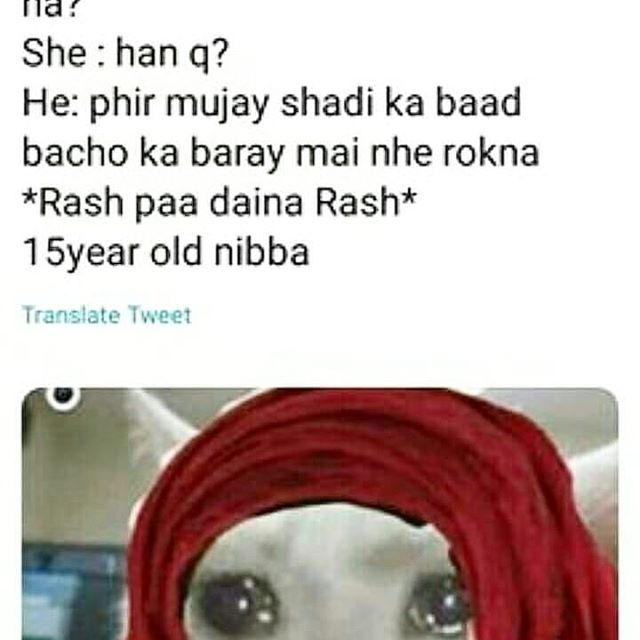 na?
She : han q?
He: phir mujay shadi ka baad
bacho ka baray mai nhe rokna
*Rash paa daina Rash*
15year old nibba
Translate Tweet